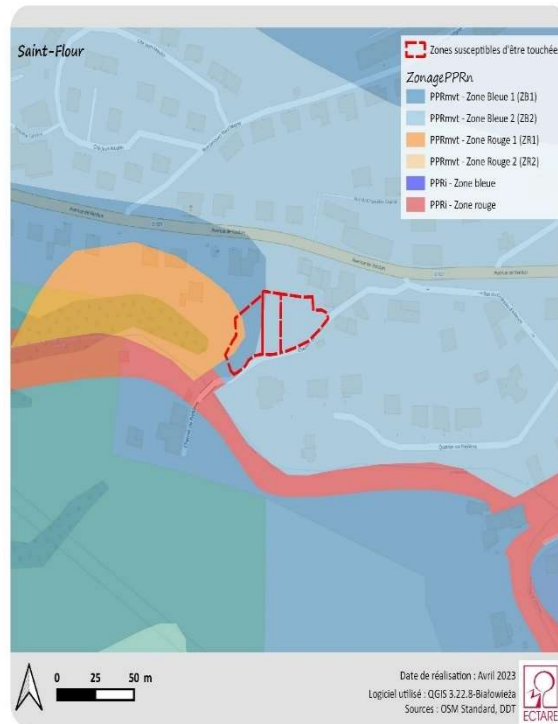 Saint-Flour
Zones susceptibles d'être touchée
ZonagePPRn
PPRmvt - Zone Bleue 1 (ZB1)
PPRmvt - Zone Bleue 2 (ZB2)
PPRmvt - Zone Rouge 1 (ZR1)
PPRmvt - Zone Rouge 2 (ZR2)
PPRi - Zone bleue
PPRi - Zone rouge
0 25 50 m
Date de réalisation : Avril 2023
Logiciel utilisé : QGIS 3.22.8-Białowieża
Sources : OSM Standard, DDT
ECTARE